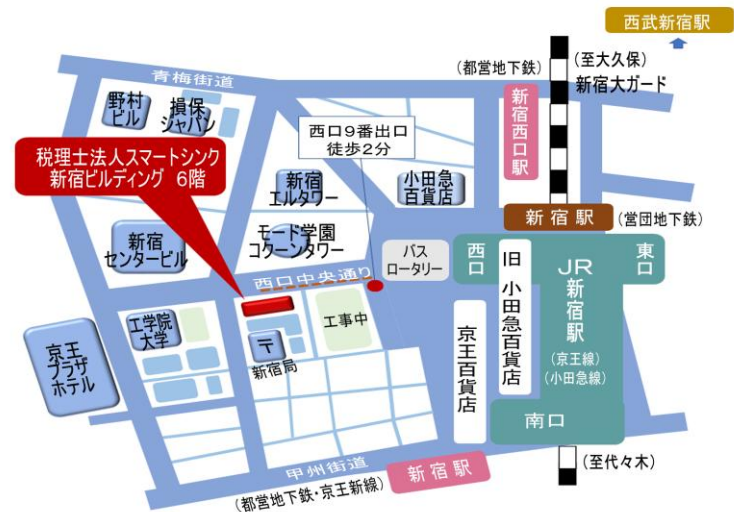 西武新宿駅
(至大久保)
(都営地下鉄)
新宿大ガード
青梅街道
新宿西口駅
野村
ビル
損保
ジャパン
西口9番出口
徒歩2分
税理士法人スマートシンク
新宿ビルディング 6階
新宿
エルタワー
小田急
百貨店
新宿駅
(営団地下鉄)
新宿
センタービル
モード学園
コクーンタワー
バス
ロータリー
西口
旧 小田急百貨店
JR新宿駅
(京王線)
(小田急線)
東口
西口中央通り
工学院
大学
工事中
〒
新宿局
京王
プラザ
ホテル
京王百貨店
南口
甲州街道
新宿駅
(都営地下鉄・京王新線)
(至代々木)